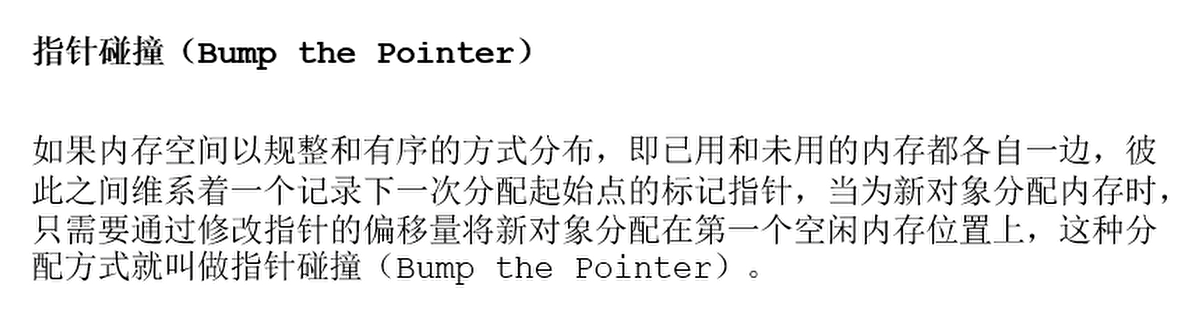 指针碰撞（Bump the Pointer）
如果内存空间以规整和有序的方式分布，即已用和未用的内存都各自一边，彼
此之间维系着一个记录下一次分配起始点的标记指针，当为新对象分配内存时，
只需要通过修改指针的偏移量将新对象分配在第一个空闲内存位置上，这种分
配方式就叫做指针碰撞（Bump the Pointer）。